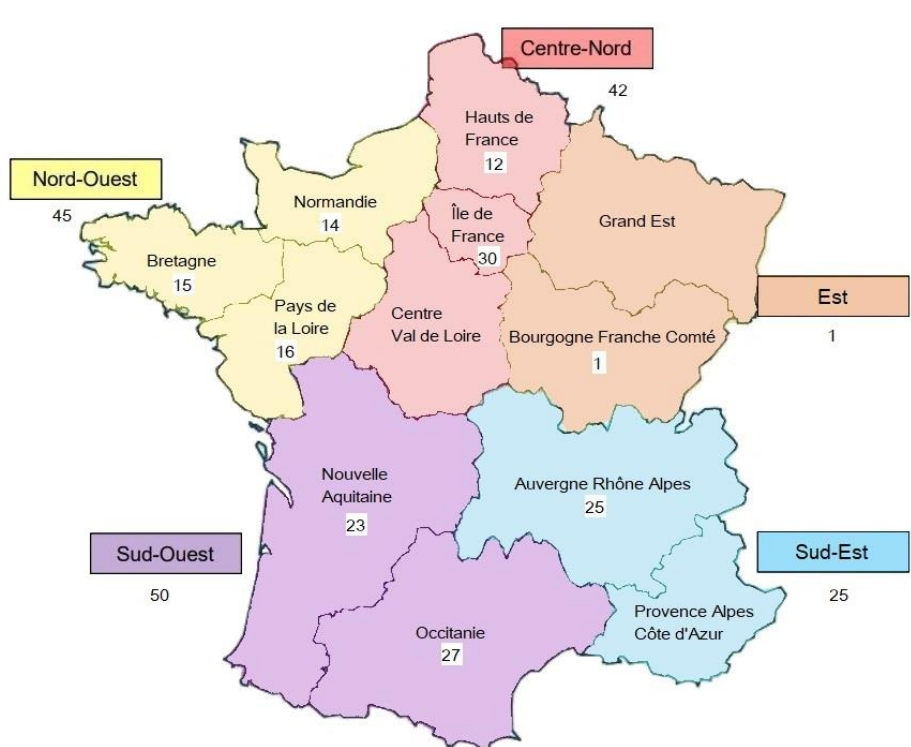 Centre-Nord
42
Hauts de
France
12
Nord-Ouest
45
Normandie
14
Île de
France
30
Grand Est
Bretagne
15
Pays de
la Loire
16
Centre
Val de Loire
Bourgogne Franche Comté
1
Est
1
Nouvelle
Aquitaine
23
Auvergne Rhône Alpes
25
Sud-Ouest
50
Sud-Est
25
Occitanie
27
Provence Alpes
Côte d'Azur